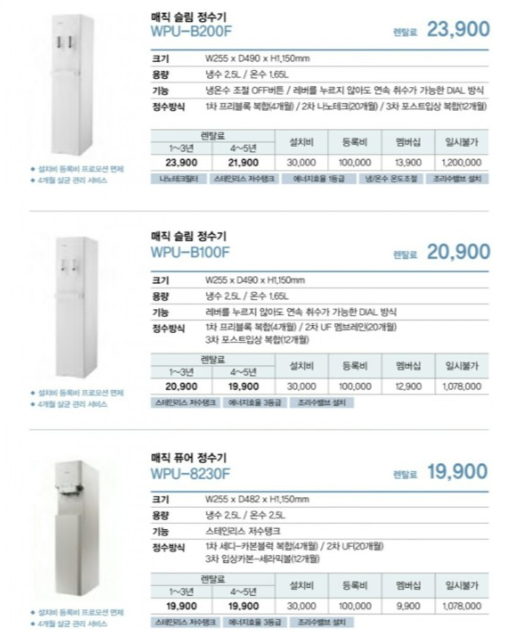 매직 슬림 정수기
WPU-B200F
렌탈료 23,900
크기 W255 x D490 x H1,150mm
용량 냉수 2.5L / 온수 1.65L
기능 냉온수 조절 OFF버튼 / 레버를 누르지 않아도 연속 취수가 가능한 DIAL 방식
정수방식 1차 프리블록 복합(4개월) / 2차 나노테크(20개월) / 3차 포스트입상 복합(12개월)
렌탈료 설치비 등록비 멤버십 일시불가
1~3년 4~5년
23,900 21,900 30,000 100,000 13,900 1,200,000
나노테크필터 스테인리스 저수탱크 에너지효율 1등급 냉/온수 온도조절 조리수밸브 설치
* 설치비 등록비 프로모션 면제
* 4개월 살균 관리 서비스
매직 슬림 정수기
WPU-B100F
렌탈료 20,900
크기 W255 x D490 x H1,150mm
용량 냉수 2.5L / 온수 1.65L
기능 레버를 누르지 않아도 연속 취수가 가능한 DIAL 방식
정수방식 1차 프리블록 복합(4개월) / 2차 UF 멤브레인(20개월)
3차 포스트입상 복합(12개월)
렌탈료 설치비 등록비 멤버십 일시불가
1~3년 4~5년
20,900 19,900 30,000 100,000 12,900 1,078,000
스테인리스 저수탱크 에너지효율 3등급 조리수밸브 설치
* 설치비 등록비 프로모션 면제
* 4개월 살균 관리 서비스
매직 퓨어 정수기
WPU-8230F
렌탈료 19,900
크기 W255 x D482 x H1,150mm
용량 냉수 2.5L / 온수 2.5L
기능 스테인리스 저수탱크
정수방식 1차 세디-카본블럭 복합(4개월) / 2차 UF(20개월)
3차 입상카본-세라믹볼(12개월)
렌탈료 설치비 등록비 멤버십 일시불가
1~3년 4~5년
19,900 19,900 30,000 100,000 9,900 1,078,000
스테인리스 저수탱크 에너지효율 3등급 조리수밸브 설치
* 설치비 등록비 프로모션 면제
* 4개월 살균 관리 서비스